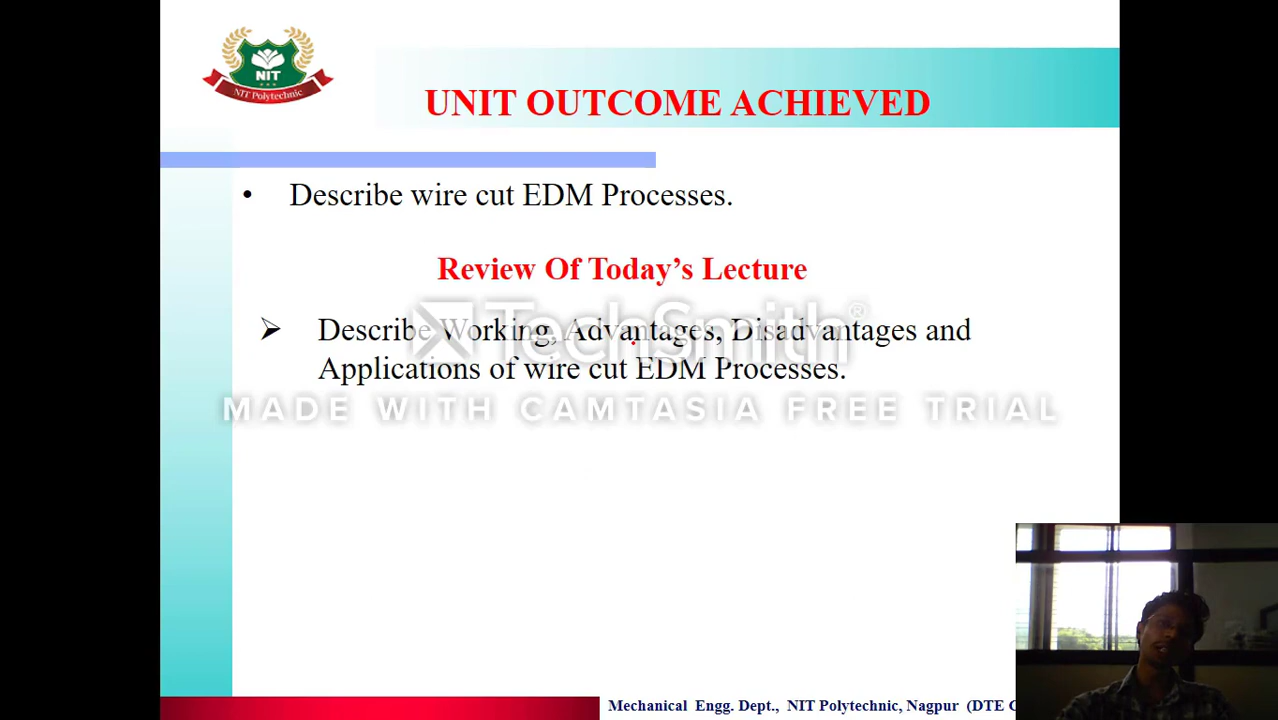 NIT
NIT Polytechnic
UNIT OUTCOME ACHIEVED
• Describe wire cut EDM Processes.
Review Of Today’s Lecture
➢ Describe Working, Advantages, Disadvantages and
Applications of wire cut EDM Processes.
TechSmith®
MADE WITH CAMTASIA FREE TRIAL
Mechanical Engg. Dept., NIT Polytechnic, Nagpur (DTE C